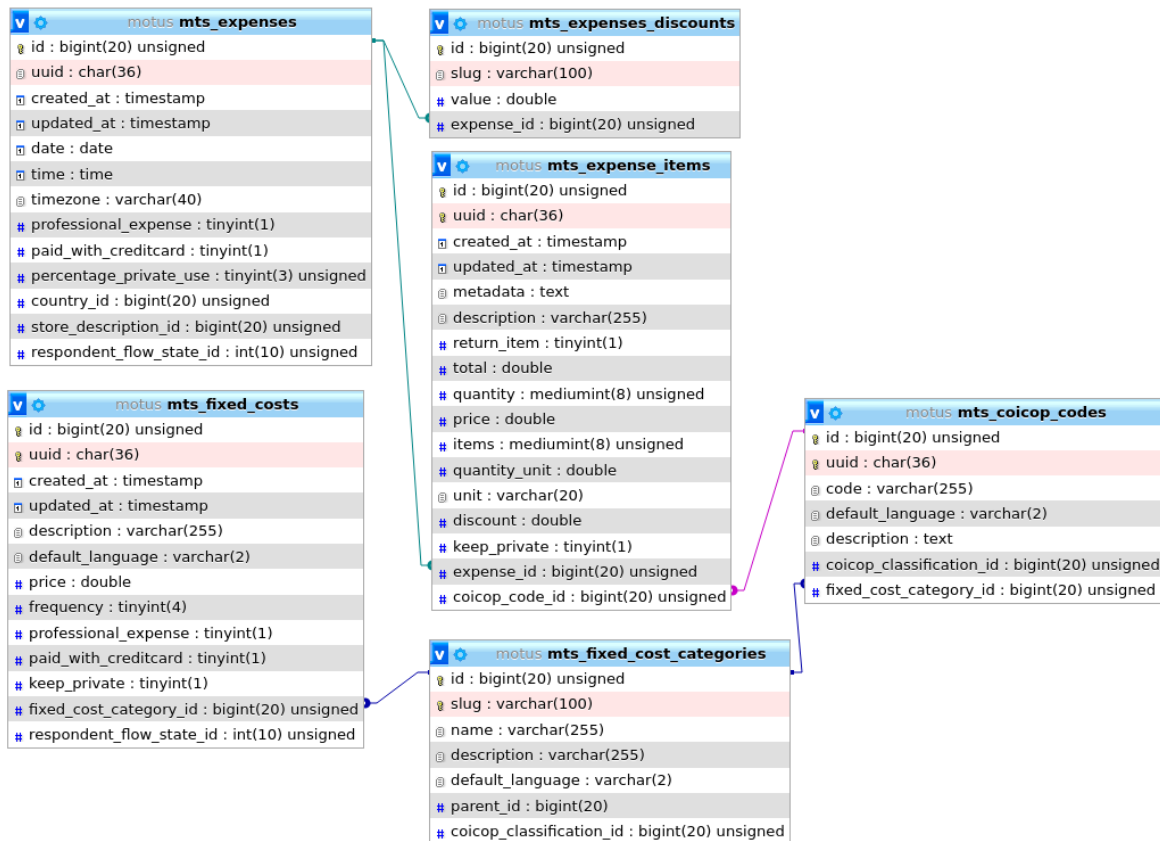 v motus mts_expenses
id : bigint(20) unsigned
uuid : char(36)
created_at : timestamp
updated_at : timestamp
date : date
time : time
timezone : varchar(40)
# professional_expense : tinyint(1)
# paid_with_creditcard : tinyint(1)
# percentage_private_use : tinyint(3) unsigned
# country_id : bigint(20) unsigned
# store_description_id : bigint(20) unsigned
# respondent_flow_state_id : int(10) unsigned
v motus mts_expenses_discounts
id : bigint(20) unsigned
slug : varchar(100)
# value : double
# expense_id : bigint(20) unsigned
v motus mts_expense_items
id : bigint(20) unsigned
uuid : char(36)
created_at : timestamp
updated_at : timestamp
metadata : text
description : varchar(255)
# return_item : tinyint(1)
# total : double
# quantity : mediumint(8) unsigned
# price : double
# items : mediumint(8) unsigned
# quantity_unit : double
unit : varchar(20)
# discount : double
# keep_private : tinyint(1)
# expense_id : bigint(20) unsigned
# coicop_code_id : bigint(20) unsigned
v motus mts_fixed_costs
id : bigint(20) unsigned
uuid : char(36)
created_at : timestamp
updated_at : timestamp
description : varchar(255)
default_language : varchar(2)
# price : double
# frequency : tinyint(4)
# professional_expense : tinyint(1)
# paid_with_creditcard : tinyint(1)
# keep_private : tinyint(1)
# fixed_cost_category_id : bigint(20) unsigned
# respondent_flow_state_id : int(10) unsigned
v motus mts_coicop_codes
id : bigint(20) unsigned
uuid : char(36)
code : varchar(255)
default_language : varchar(2)
description : text
# coicop_classification_id : bigint(20) unsigned
# fixed_cost_category_id : bigint(20) unsigned
v motus mts_fixed_cost_categories
id : bigint(20) unsigned
slug : varchar(100)
name : varchar(255)
description : varchar(255)
default_language : varchar(2)
# parent_id : bigint(20)
# coicop_classification_id : bigint(20) unsigned